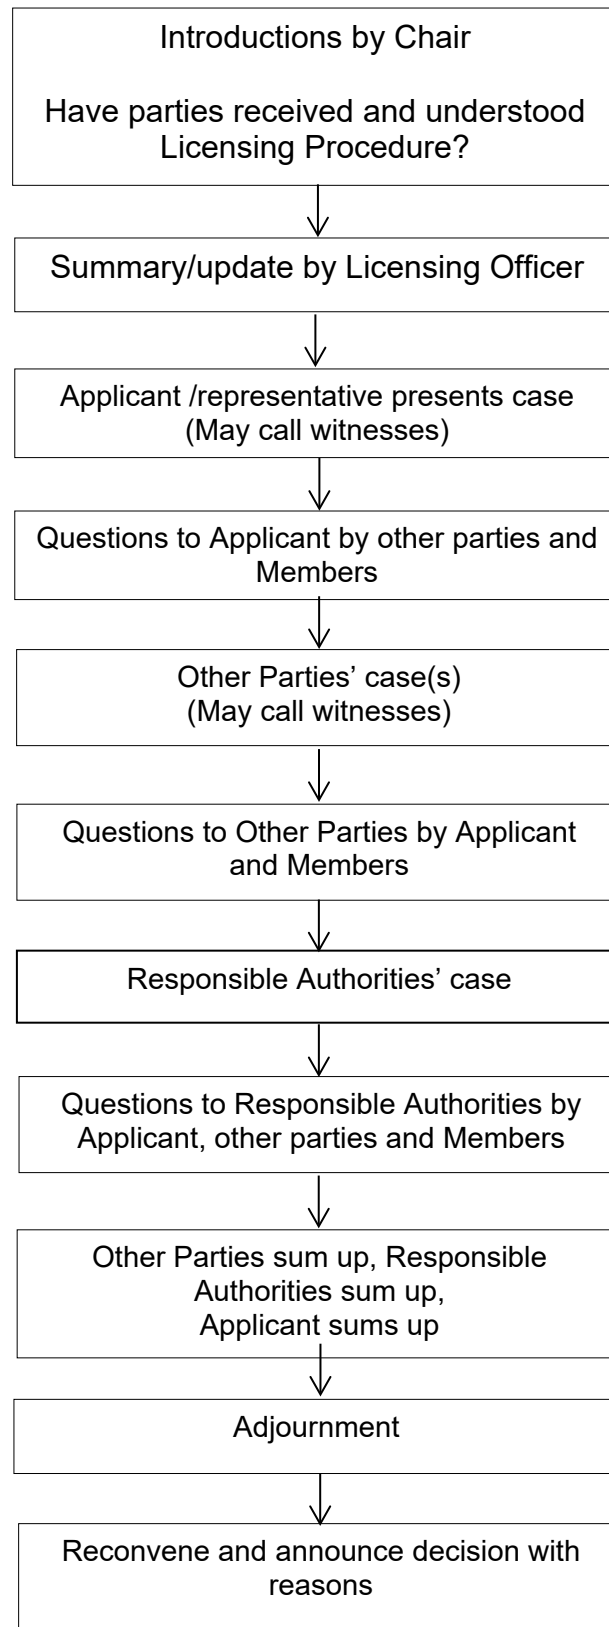 Introductions by Chair
Have parties received and understood
Licensing Procedure?
Summary/update by Licensing Officer
Applicant /representative presents case
(May call witnesses)
Questions to Applicant by other parties and
Members
Other Parties’ case(s)
(May call witnesses)
Questions to Other Parties by Applicant
and Members
Responsible Authorities’ case
Questions to Responsible Authorities by
Applicant, other parties and Members
Other Parties sum up, Responsible
Authorities sum up,
Applicant sums up
Adjournment
Reconvene and announce decision with
reasons